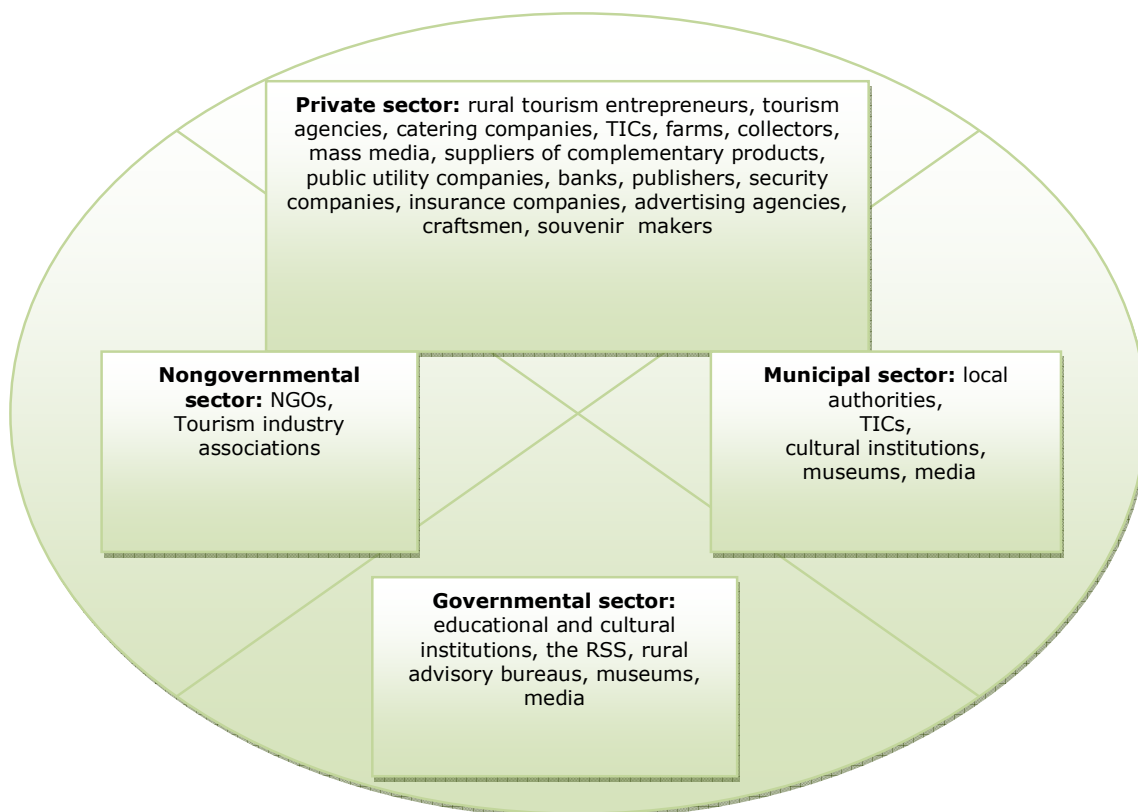 Private sector: rural tourism entrepreneurs, tourism
agencies, catering companies, TICs, farms, collectors,
mass media, suppliers of complementary products,
public utility companies, banks, publishers, security
companies, insurance companies, advertising agencies,
craftsmen, souvenir makers
Nongovernmental
sector: NGOs,
Tourism industry
associations
Municipal sector: local
authorities,
TICs,
cultural institutions,
museums, media
Governmental sector:
educational and cultural
institutions, the RSS, rural
advisory bureaus, museums,
media